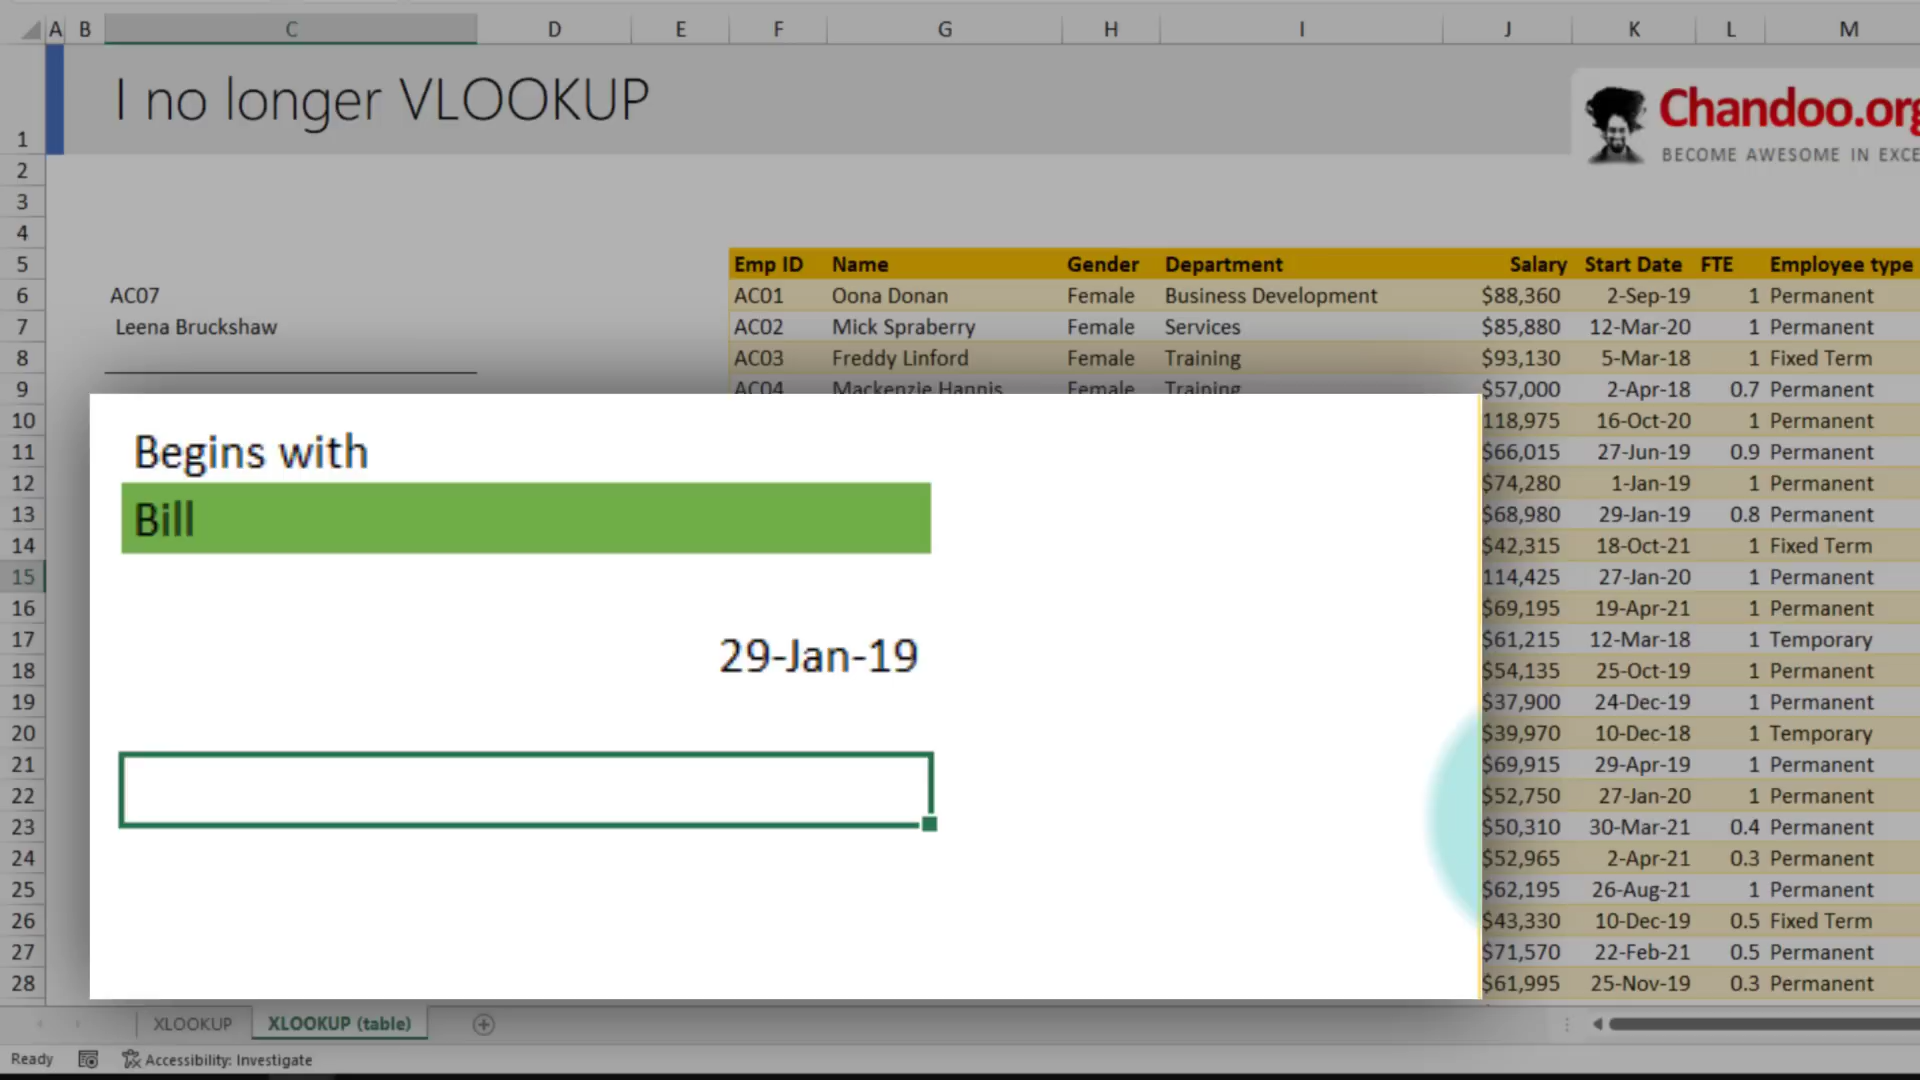 A B C D E F G H I J K L M
1 I no longer VLOOKUP
Chandoo.org
BECOME AWESOME IN EXCE
2
3
4
5 Emp ID Name Gender Department Salary Start Date FTE Employee type
6 AC07 AC01 Oona Donan Female Business Development $88,360 2-Sep-19 1 Permanent
7 Leena Bruckshaw AC02 Mick Spraberry Female Services $85,880 12-Mar-20 1 Permanent
8 AC03 Freddy Linford Female Training $93,130 5-Mar-18 1 Fixed Term
9 AC04 Mackenzie Hannis Female Training $57,000 2-Apr-18 0.7 Permanent
10 118,975 16-Oct-20 1 Permanent
11 $66,015 27-Jun-19 0.9 Permanent
12 $74,280 1-Jan-19 1 Permanent
13 $68,980 29-Jan-19 0.8 Permanent
14 $42,315 18-Oct-21 1 Fixed Term
15 114,425 27-Jan-20 1 Permanent
16 $69,195 19-Apr-21 1 Permanent
17 $61,215 12-Mar-18 1 Temporary
18 $54,135 25-Oct-19 1 Permanent
19 $37,900 24-Dec-19 1 Permanent
20 $39,970 10-Dec-18 1 Temporary
21 $69,915 29-Apr-19 1 Permanent
22 $52,750 27-Jan-20 1 Permanent
23 $50,310 30-Mar-21 0.4 Permanent
24 $52,965 2-Apr-21 0.3 Permanent
25 $62,195 26-Aug-21 1 Permanent
26 $43,330 10-Dec-19 0.5 Fixed Term
27 $71,570 22-Feb-21 0.5 Permanent
28 $61,995 25-Nov-19 0.3 Permanent
Begins with
Bill
29-Jan-19
XLOOKUP XLOOKUP (table)
Ready Accessibility: Investigate